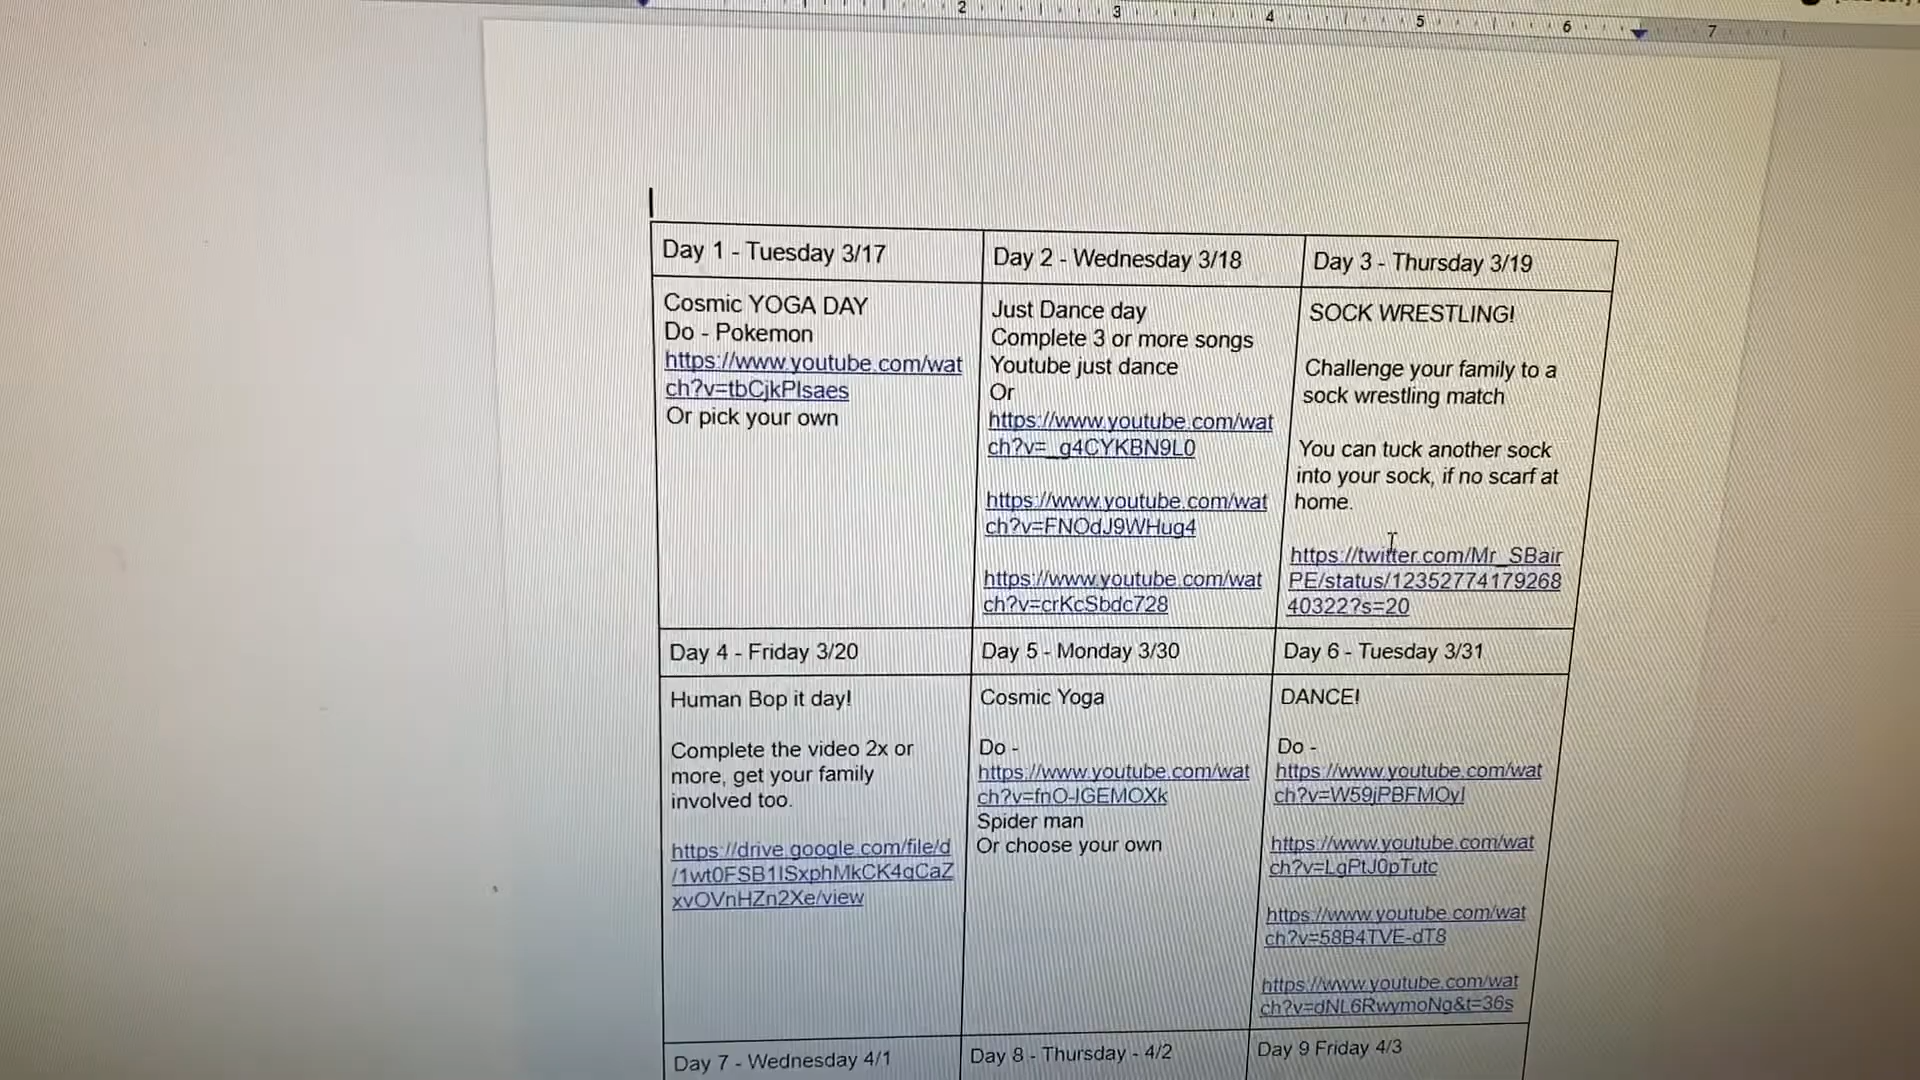 2 3 4 5 6 7
Day 1 - Tuesday 3/17
Day 2 - Wednesday 3/18
Day 3 - Thursday 3/19
Cosmic YOGA DAY
Do - Pokemon
https://www.youtube.com/wat
ch?v=tbCjkPlsaes
Or pick your own
Just Dance day
Complete 3 or more songs
Youtube just dance
Or
https://www.youtube.com/wat
ch?v=_g4CYKBN9L0
https://www.youtube.com/wat
ch?v=FNOdJ9WHug4
https://www.youtube.com/wat
ch?v=crKcSbdc728
SOCK WRESTLING!
Challenge your family to a
sock wrestling match
You can tuck another sock
into your sock, if no scarf at
home.
https://twitter.com/Mr_SBair
PE/status/12352774179268
40322?s=20
Day 4 - Friday 3/20
Day 5 - Monday 3/30
Day 6 - Tuesday 3/31
Human Bop it day!
Complete the video 2x or
more, get your family
involved too.
https://drive.google.com/file/d
/1wt0FSB1ISxphMkCK4qCaZ
xvOVnHZn2Xe/view
Cosmic Yoga
Do -
https://www.youtube.com/wat
ch?v=fnO-lGEMOXk
Spider man
Or choose your own
DANCE!
Do -
https://www.youtube.com/wat
ch?v=W59jPBFMOyI
https://www.youtube.com/wat
ch?v=LgPtJ0pTutc
https://www.youtube.com/wat
ch?v=58B4TVE-dT8
https://www.youtube.com/wat
ch?v=dNL6RwymoNg&t=36s
Day 7 - Wednesday 4/1
Day 8 - Thursday - 4/2
Day 9 Friday 4/3